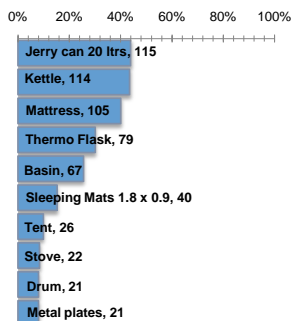 0% 20% 40% 60% 80% 100%
Jerry can 20 ltrs, 115
Kettle, 114
Mattress, 105
Thermo Flask, 79
Basin, 67
Sleeping Mats 1.8 x 0.9, 40
Tent, 26
Stove, 22
Drum, 21
Metal plates, 21